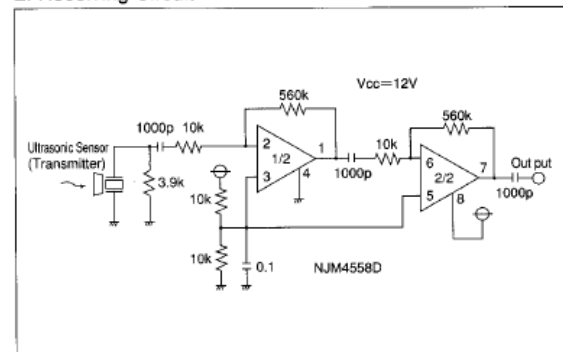 Vcc=12V
560k
560k
1000p 10k
10k
Ultrasonic Sensor
(Transmitter)
2
1
1/2
3
4
1000p
6
7
2/2
5
8
Out put
1000p
3.9k
10k
10k
0.1
NJM4558D